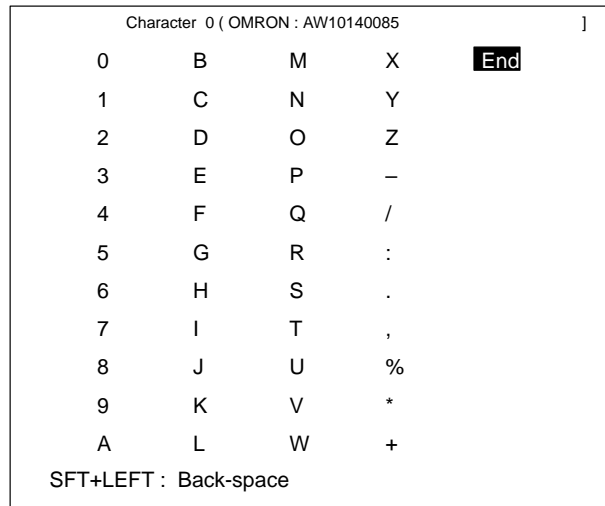 Character 0 ( OMRON : AW10140085 ]
0 B M X End
1 C N Y
2 D O Z
3 E P –
4 F Q /
5 G R :
6 H S .
7 I T ,
8 J U %
9 K V *
A L W +
SFT+LEFT : Back-space